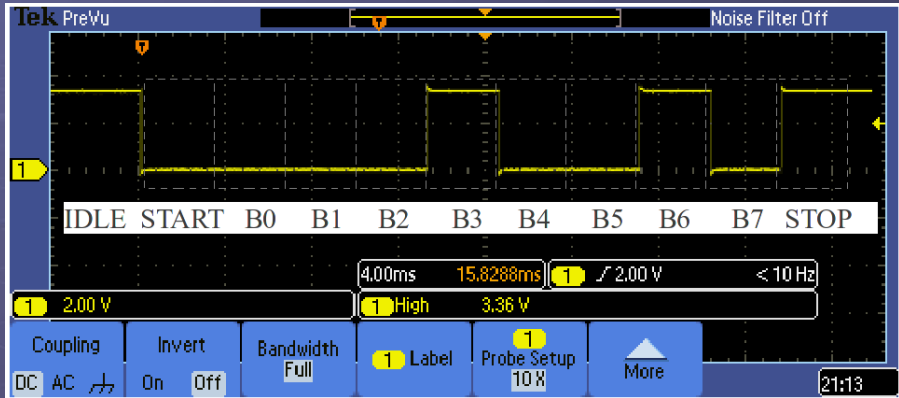 Tek PreVu Noise Filter Off
T T
1
IDLE START B0 B1 B2 B3 B4 B5 B6 B7 STOP
4.00ms 15.8288ms 1 2.00 V <10 Hz
1 2.00 V 1 High 3.36 V
Coupling Invert Bandwidth 1 Label 1 Probe Setup More
DC AC On Off Full 10 X
21:13